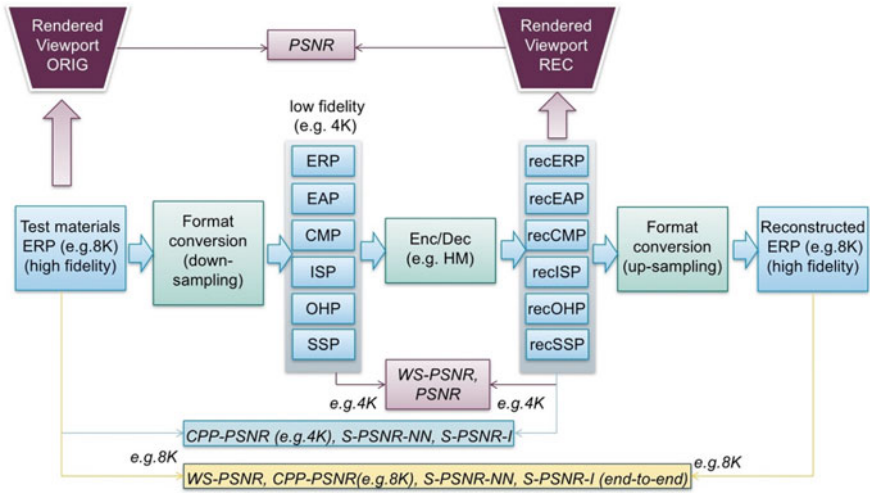 Rendered
Viewport
ORIG
PSNR
Rendered
Viewport
REC
low fidelity
(e.g. 4K)
ERP
EAP
CMP
ISP
OHP
SSP
recERP
recEAP
recCMP
recISP
recOHP
recSSP
Test materials
ERP (e.g.8K)
(high fidelity)
Format
conversion
(down-
sampling)
Enc/Dec
(e.g. HM)
Format
conversion
(up-sampling)
Reconstructed
ERP (e.g.8K)
(high fidelity)
WS-PSNR,
PSNR
e.g.4K
e.g.4K
CPP-PSNR (e.g.4K), S-PSNR-NN, S-PSNR-I
e.g.8K
e.g.8K
WS-PSNR, CPP-PSNR(e.g.8K), S-PSNR-NN, S-PSNR-I (end-to-end)